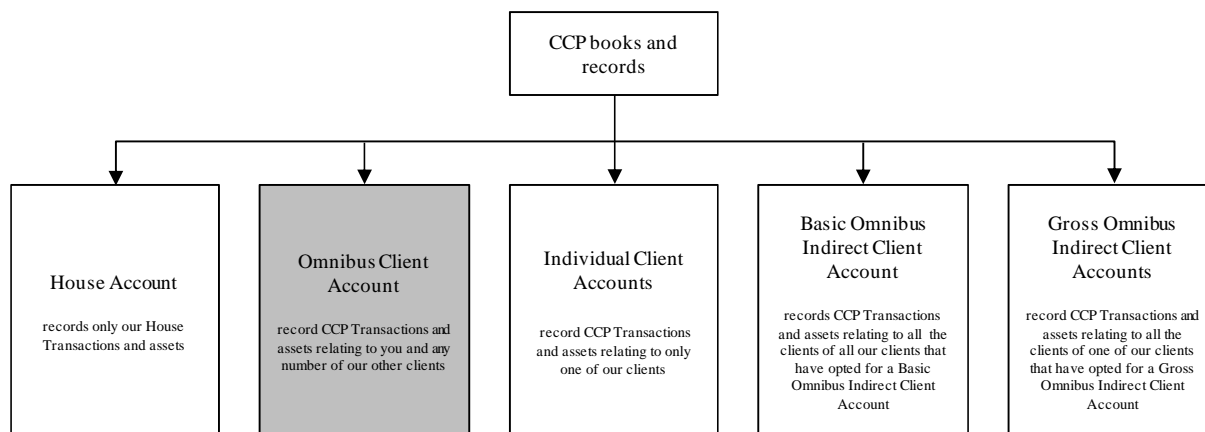 CCP books and
records
House Account
records only our House
Transactions and assets
Omnibus Client
Account
record CCP Transactions and
assets relating to you and any
number of our other clients
Individual Client
Accounts
record CCP Transactions
and assets relating to only
one of our clients
Basic Omnibus
Indirect Client
Account
records CCP Transactions
and assets relating to all the
clients of all our clients that
have opted for a Basic
Omnibus Indirect Client
Account
Gross Omnibus
Indirect Client
Accounts
record CCP Transactions and
assets relating to all the
clients of one of our clients
that have opted for a Gross
Omnibus Indirect Client
Account